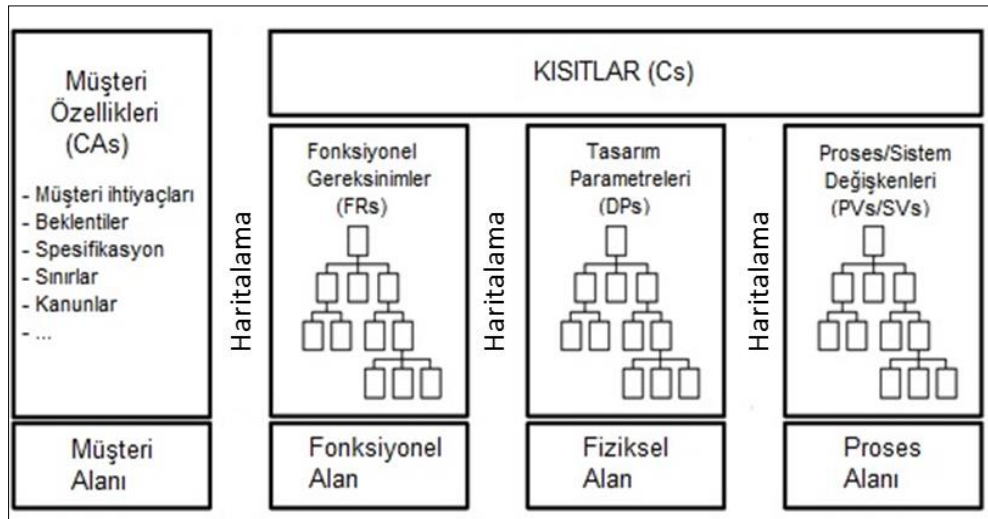 Müşteri
Özellikleri
(CAs)
- Müşteri ihtiyaçları
- Beklentiler
- Spesifikasyon
- Sınırlar
- Kanunlar
- ...
Müşteri
Alanı
Haritalama
KISITLAR (Cs)
Fonksiyonel
Gereksinimler
(FRs)
Fonksiyonel
Alan
Haritalama
Tasarım
Parametreleri
(DPs)
Fiziksel
Alan
Haritalama
Proses/Sistem
Değişkenleri
(PVs/SVs)
Proses
Alanı